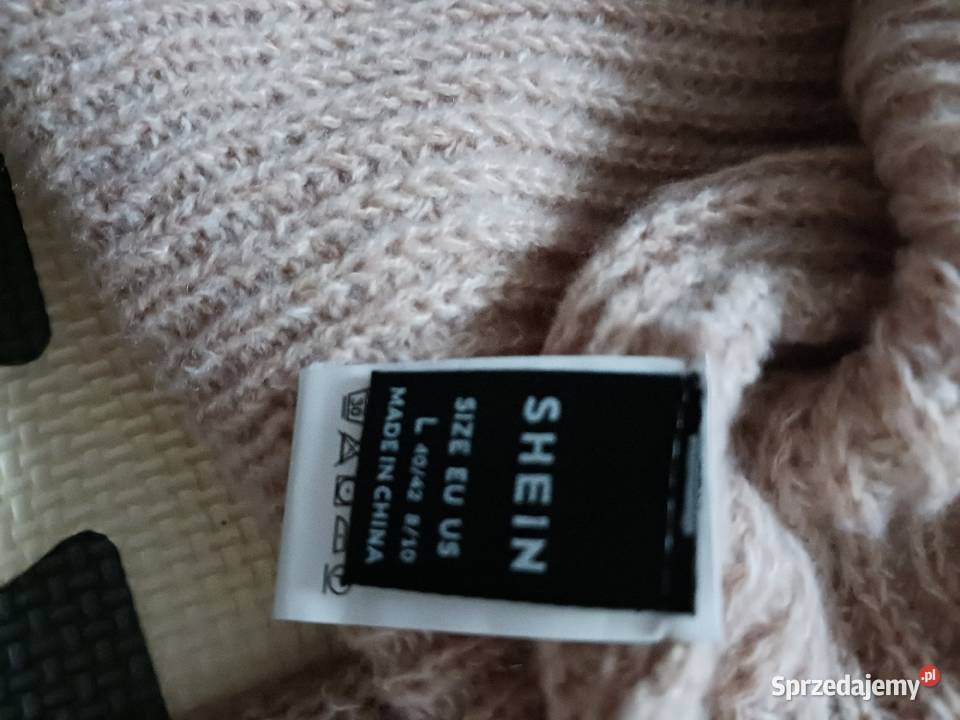 SHEIN
SIZE EU US
L 40/42 8/10
MADE IN CHINA
30
Sprzedajemy.pl